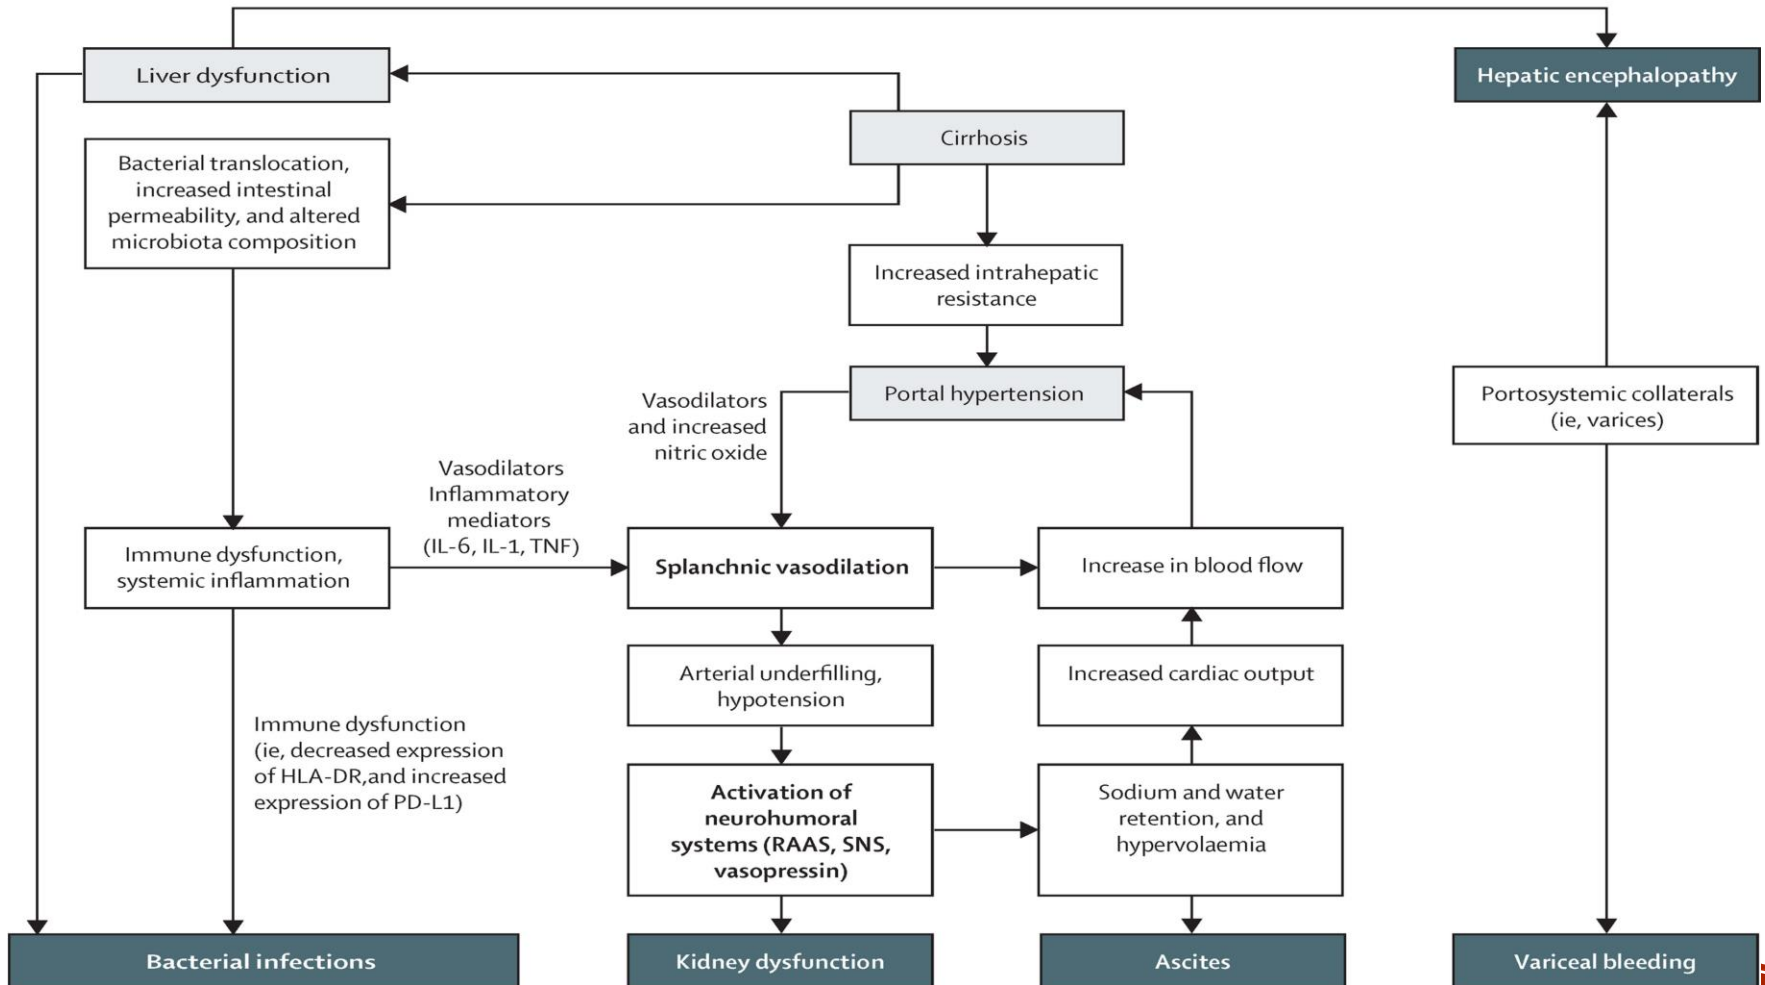 Liver dysfunction
Hepatic encephalopathy
Cirrhosis
Bacterial translocation,
increased intestinal
permeability, and altered
microbiota composition
Increased intrahepatic
resistance
Portal hypertension
Vasodilators
and increased
nitric oxide
Portosystemic collaterals
(ie, varices)
Vasodilators
Inflammatory
mediators
(IL-6, IL-1, TNF)
Immune dysfunction,
systemic inflammation
Splanchnic vasodilation
Increase in blood flow
Arterial underfilling,
hypotension
Increased cardiac output
Immune dysfunction
(ie, decreased expression
of HLA-DR,and increased
expression of PD-L1)
Activation of
neurohumoral
systems (RAAS, SNS,
vasopressin)
Sodium and water
retention, and
hypervolaemia
Bacterial infections
Kidney dysfunction
Ascites
Variceal bleeding